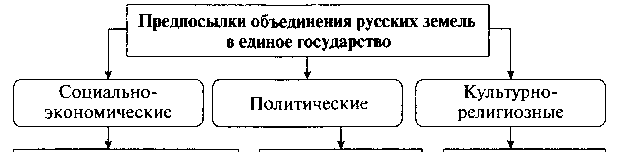 Предпосылки объединения русских земель
в единое государство
Социально-
экономические
Политические
Культурно-
религиозные